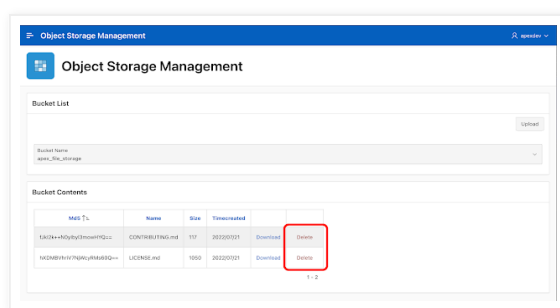 Object Storage Management
apexdev
Object Storage Management
Bucket List
Upload
Bucket Name
apex_file_storage
Bucket Contents
Md5 Name Size Timecreated
CONTRIBUTING.md 117 2022/07/21 Download Delete
LICENSE.md 1050 2022/07/21 Download Delete
1 - 2